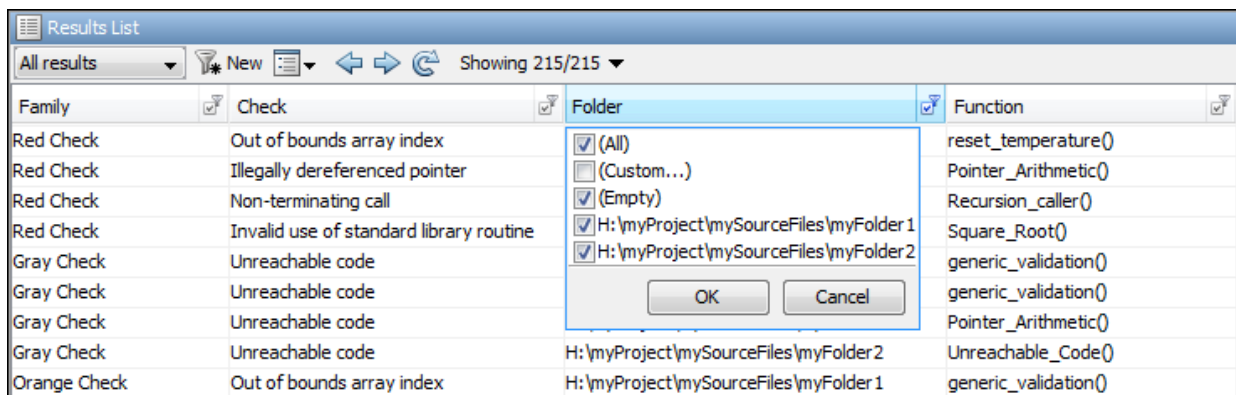 Results List
All results New Showing 215/215
Family Check Folder Function
Red Check Out of bounds array index (All) reset_temperature()
Red Check Illegally dereferenced pointer (Custom...) Pointer_Arithmetic()
Red Check Non-terminating call (Empty) Recursion_caller()
Red Check Invalid use of standard library routine H:\myProject\mySourceFiles\myFolder1 Square_Root()
Gray Check Unreachable code H:\myProject\mySourceFiles\myFolder2 generic_validation()
Gray Check Unreachable code OK Cancel generic_validation()
Gray Check Unreachable code Pointer_Arithmetic()
Gray Check Unreachable code H:\myProject\mySourceFiles\myFolder2 Unreachable_Code()
Orange Check Out of bounds array index H:\myProject\mySourceFiles\myFolder1 generic_validation()